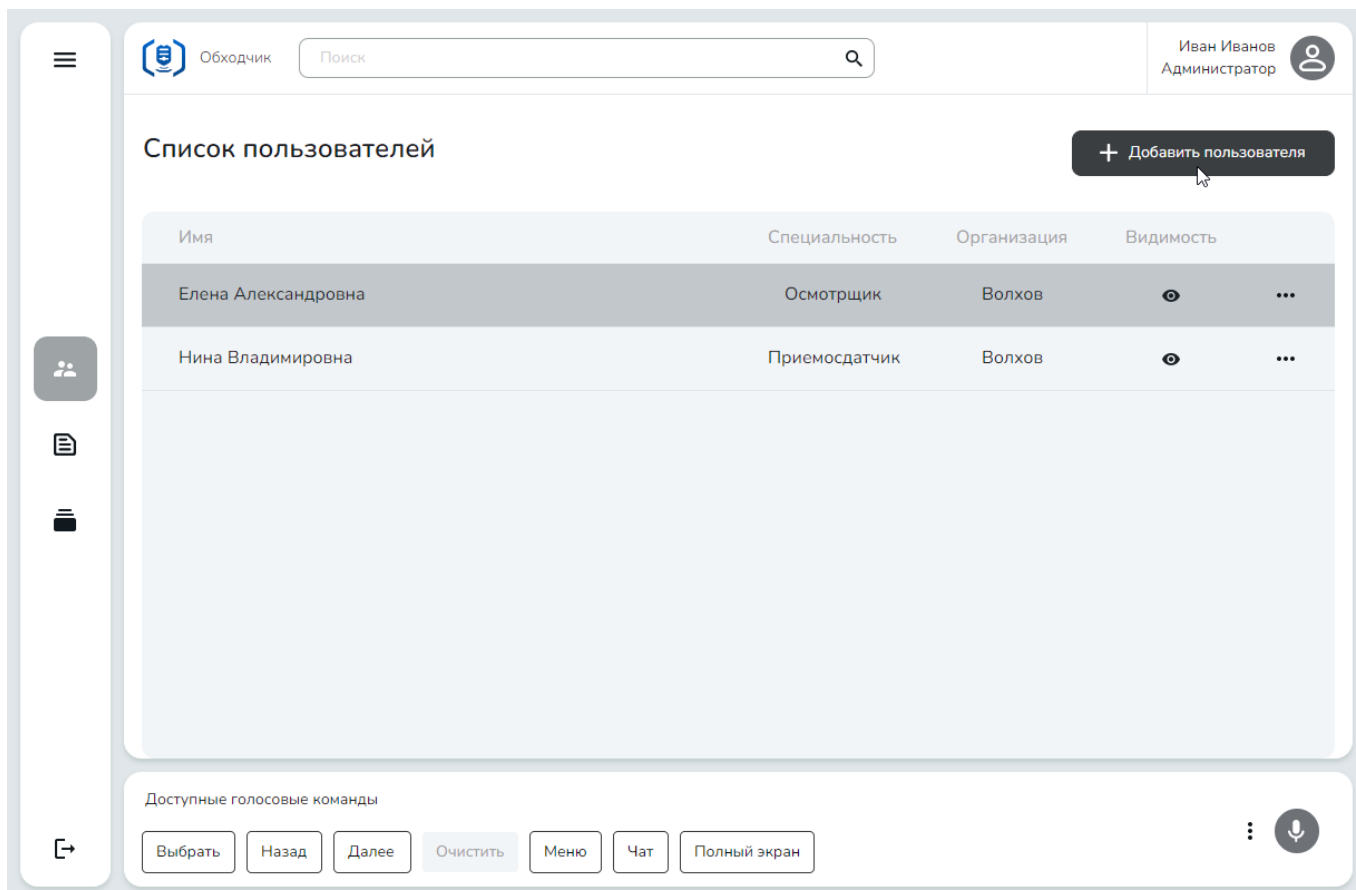 Обходчик
Поиск
Иван Иванов
Администратор
Список пользователей
Добавить пользователя
Имя Специальность Организация Видимость
Елена Александровна Осмотрщик Волхов
Нина Владимировна Приемосдатчик Волхов
Доступные голосовые команды
Выбрать Назад Далее Очистить Меню Чат Полный экран